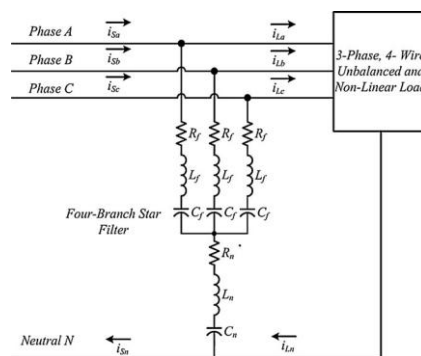 Phase A
i_Sa
i_La
Phase B
i_Sb
i_Lb
Phase C
i_Sc
i_Lc
3-Phase, 4- Wire
Unbalanced and
Non-Linear Load
R_f
R_f
R_f
L_f
L_f
L_f
C_f
C_f
C_f
Four-Branch Star
Filter
R_n
L_n
C_n
Neutral N
i_Sn
i_Ln